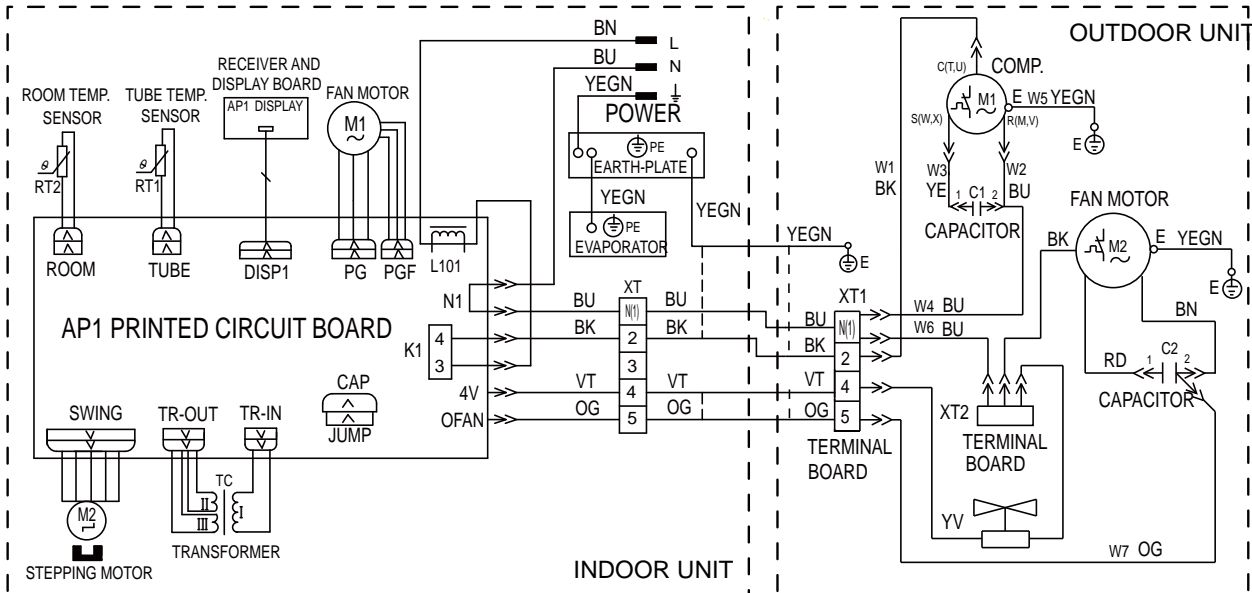 BN
L
OUTDOOR UNIT
BU
N
RECEIVER AND
DISPLAY BOARD
C(T,U)
COMP.
ROOM TEMP.
SENSOR
TUBE TEMP.
SENSOR
AP1 DISPLAY
FAN MOTOR
YEGN
POWER
M1
M1
E W5 YEGN
S(W,X)
R(M,V)
E
PE
EARTH-PLATE
θ
RT2
θ
RT1
W1
BK
W3
YE
W2
BU
1 C1 2
CAPACITOR
YEGN
YEGN
FAN MOTOR
PE
EVAPORATOR
YEGN
BK
M2
E
YEGN
E
E
ROOM
TUBE
DISP1
PG
PGF
L101
N1
BU
XT
N(1)
BU
XT1
BU
N(1)
W4 BU
BN
AP1 PRINTED CIRCUIT BOARD
K1
4
3
BK
2
BK
BK
2
W6 BU
3
RD
1 C2 2
CAPACITOR
CAP
JUMP
4V
VT
4
VT
VT
4
OFAN
OG
5
OG
OG
5
XT2
SWING
TR-OUT
TR-IN
TERMINAL
BOARD
TERMINAL
BOARD
TC
II
III
I
M2
YV
TRANSFORMER
STEPPING MOTOR
INDOOR UNIT
W7 OG